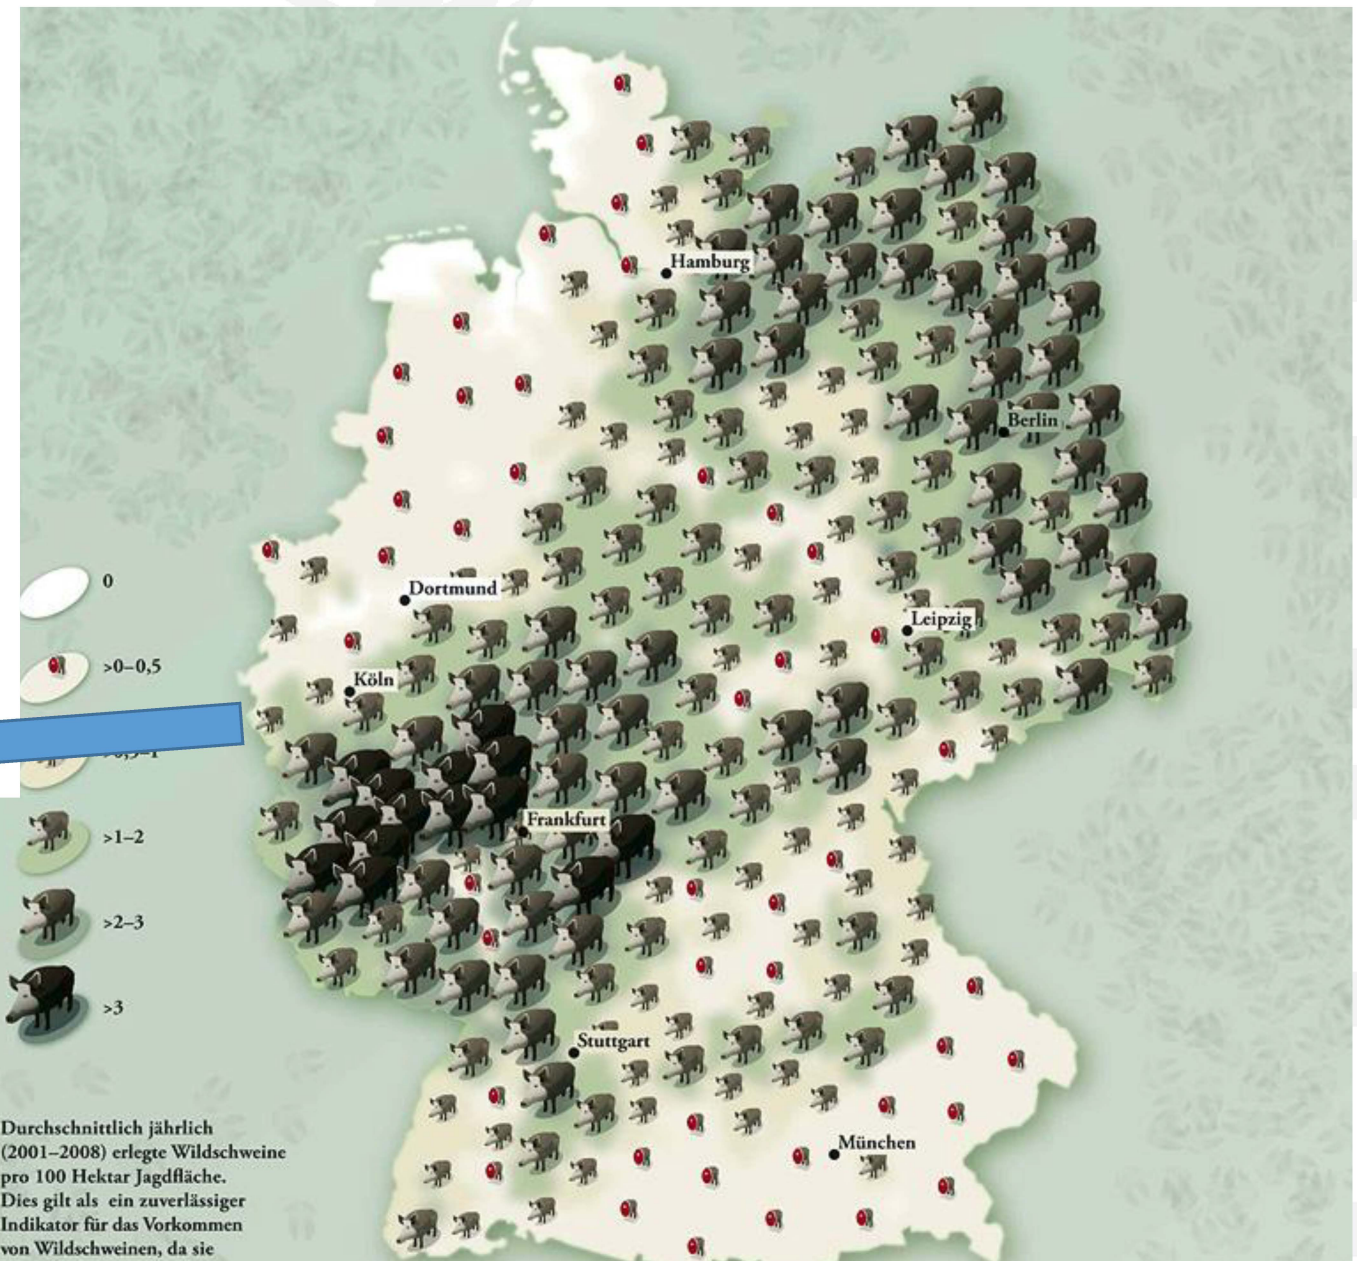 Hamburg
Berlin
0
Dortmund
Leipzig
>0–0,5
Köln
Frankfurt
>1–2
>2–3
>3
Stuttgart
Durchschnittlich jährlich
(2001–2008) erlegte Wildschweine
pro 100 Hektar Jagdfläche.
Dies gilt als ein zuverlässiger
Indikator für das Vorkommen
von Wildschweinen, da sie
München